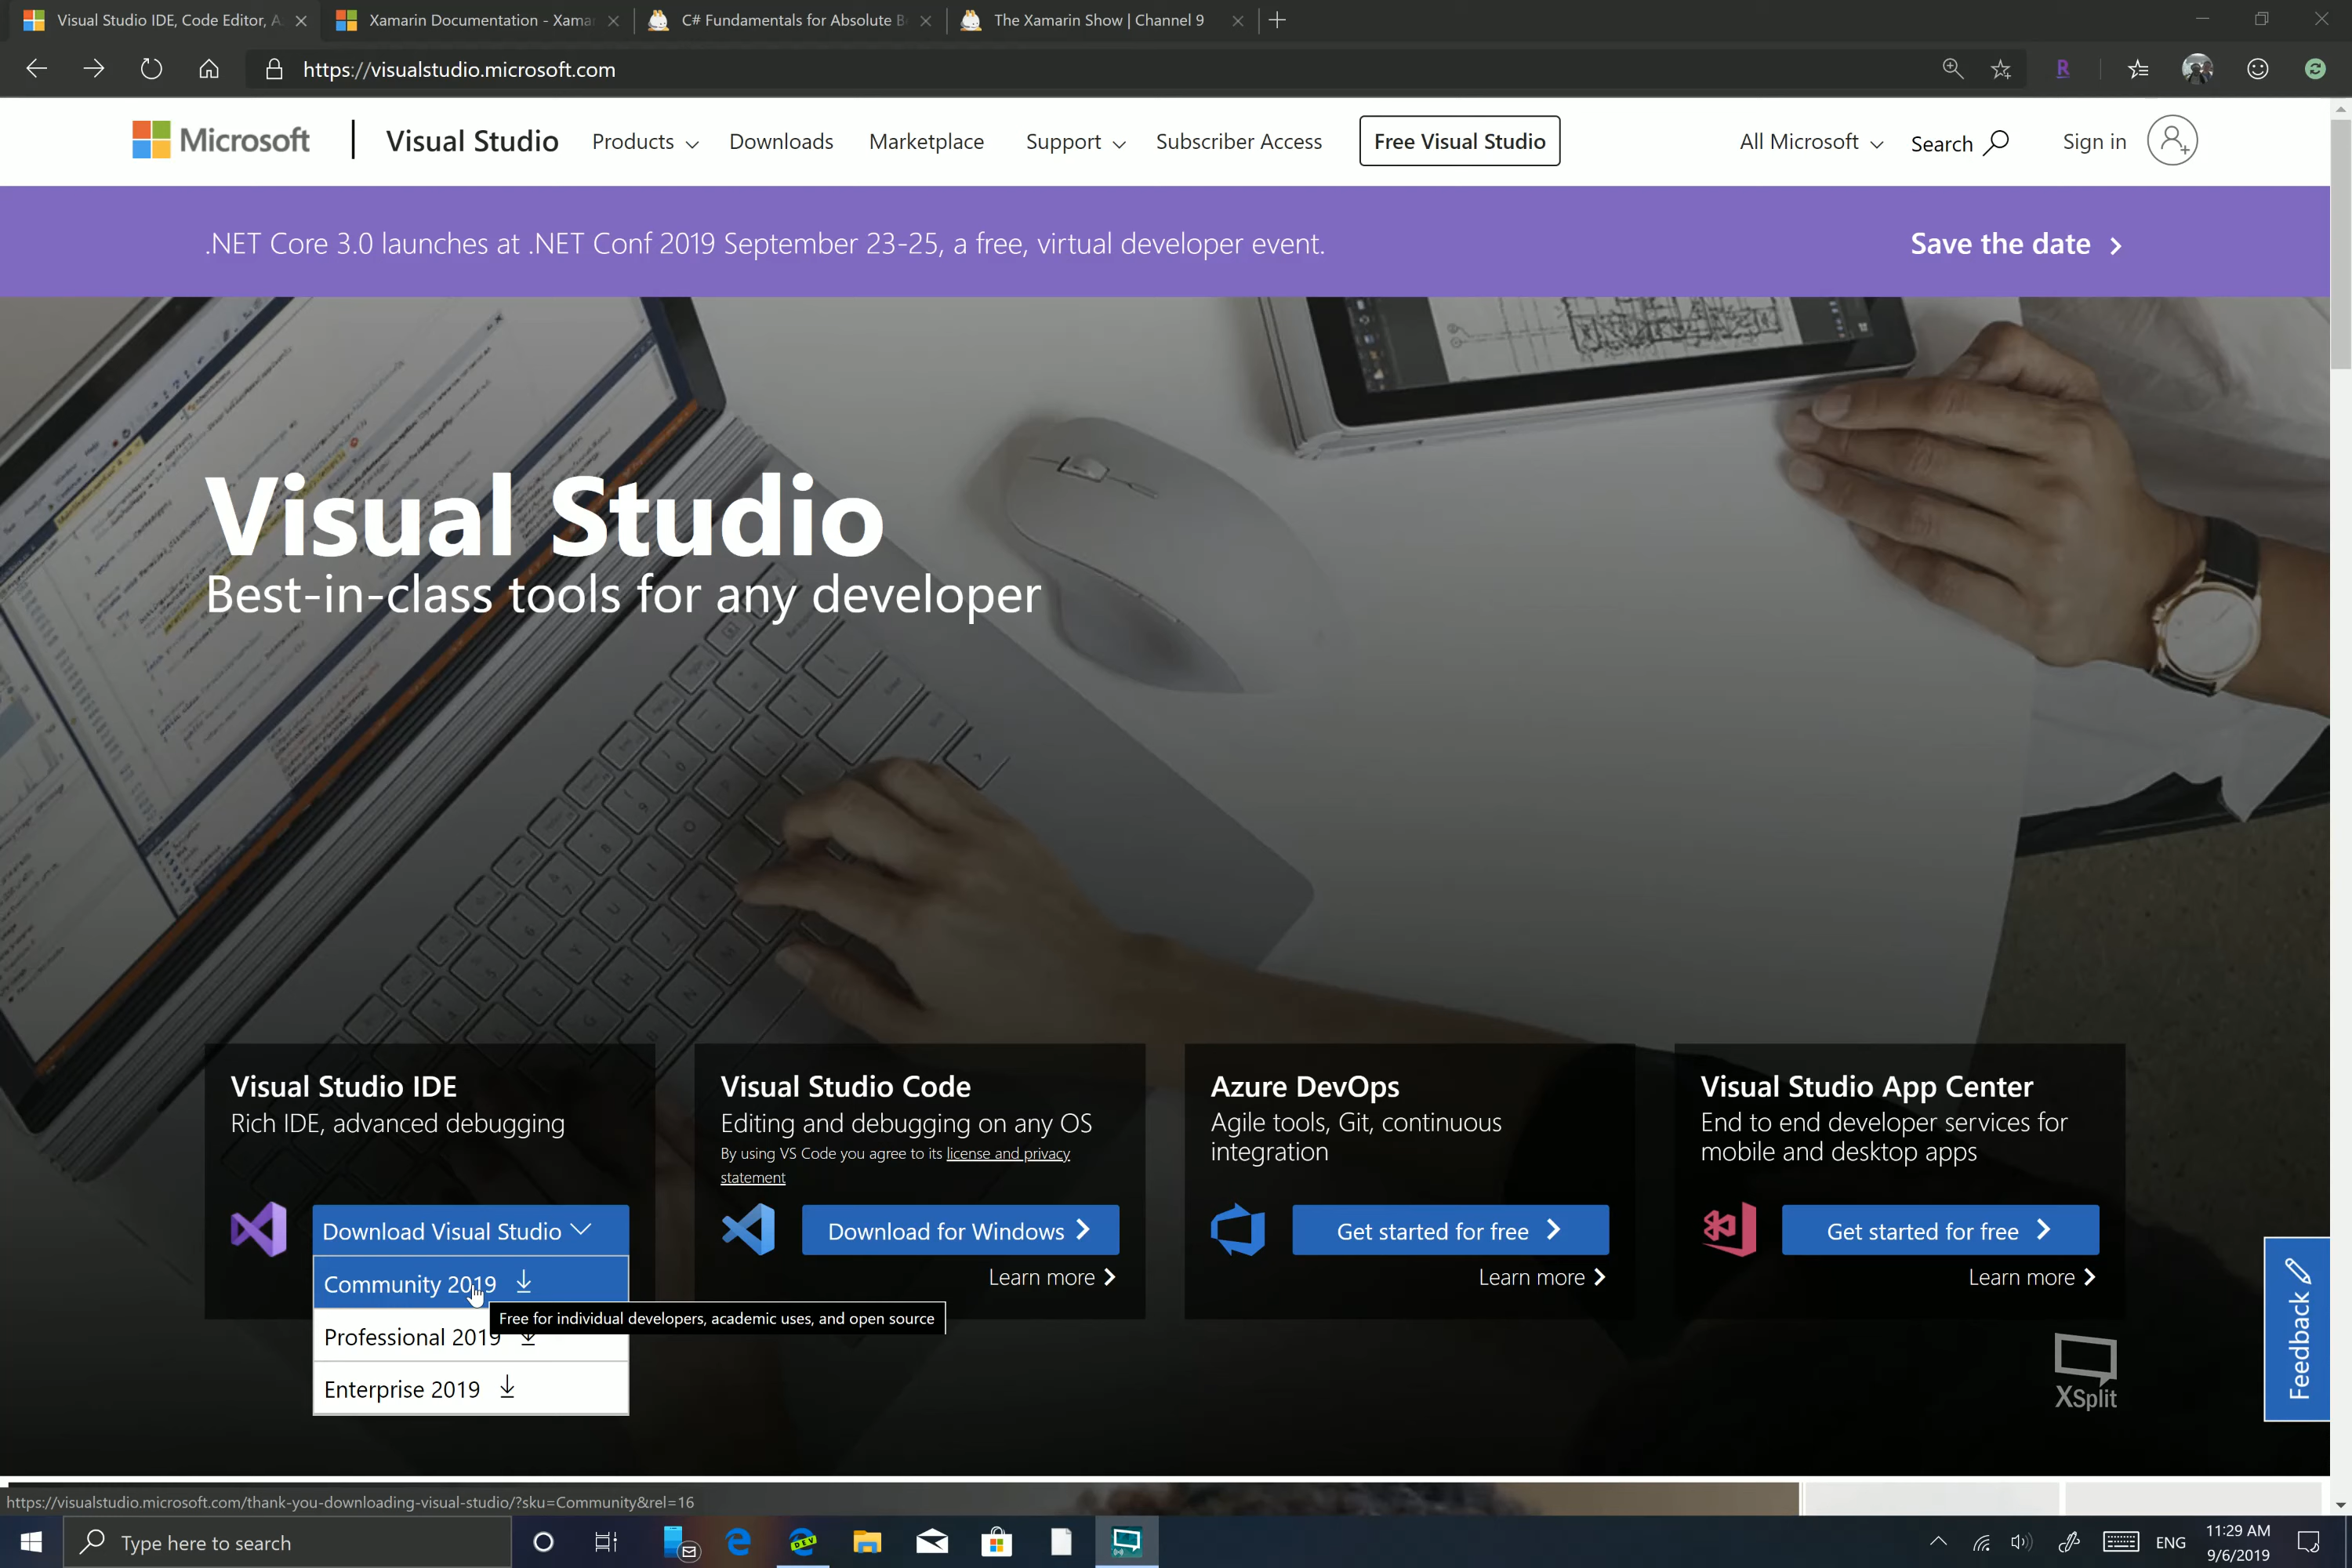 Visual Studio IDE, Code Editor, A
Xamarin Documentation - Xama
C# Fundamentals for Absolute B
The Xamarin Show | Channel 9
https://visualstudio.microsoft.com
R
Microsoft
Visual Studio
Products
Downloads
Marketplace
Support
Subscriber Access
Free Visual Studio
All Microsoft
Search
Sign in
.NET Core 3.0 launches at .NET Conf 2019 September 23-25, a free, virtual developer event.
Save the date
Visual Studio
Best-in-class tools for any developer
Visual Studio IDE
Rich IDE, advanced debugging
Download Visual Studio
Community 2019
Free for individual developers, academic uses, and open source
Professional 2019
Enterprise 2019
Visual Studio Code
Editing and debugging on any OS
By using VS Code you agree to its license and privacy
statement
Download for Windows
Learn more
Azure DevOps
Agile tools, Git, continuous
integration
Get started for free
Learn more
Visual Studio App Center
End to end developer services for
mobile and desktop apps
Get started for free
Learn more
Feedback
XSplit
https://visualstudio.microsoft.com/thank-you-downloading-visual-studio/?sku=Community&rel=16
Type here to search
DEV
ENG
11:29 AM
9/6/2019